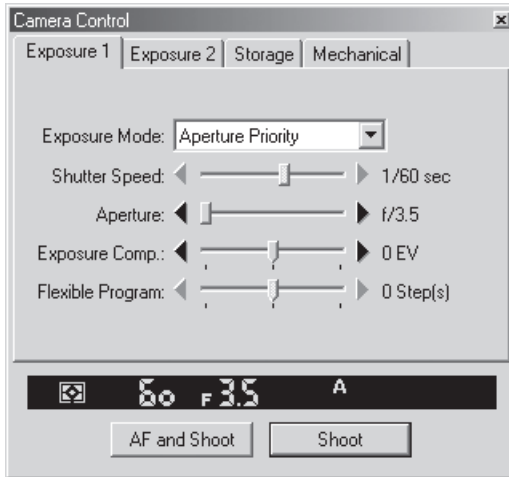 Camera Control
Exposure 1 Exposure 2 Storage Mechanical
Exposure Mode: Aperture Priority
Shutter Speed: 1/60 sec
Aperture: f/3.5
Exposure Comp.: 0 EV
Flexible Program: 0 Step(s)
60 F3.5 A
AF and Shoot Shoot